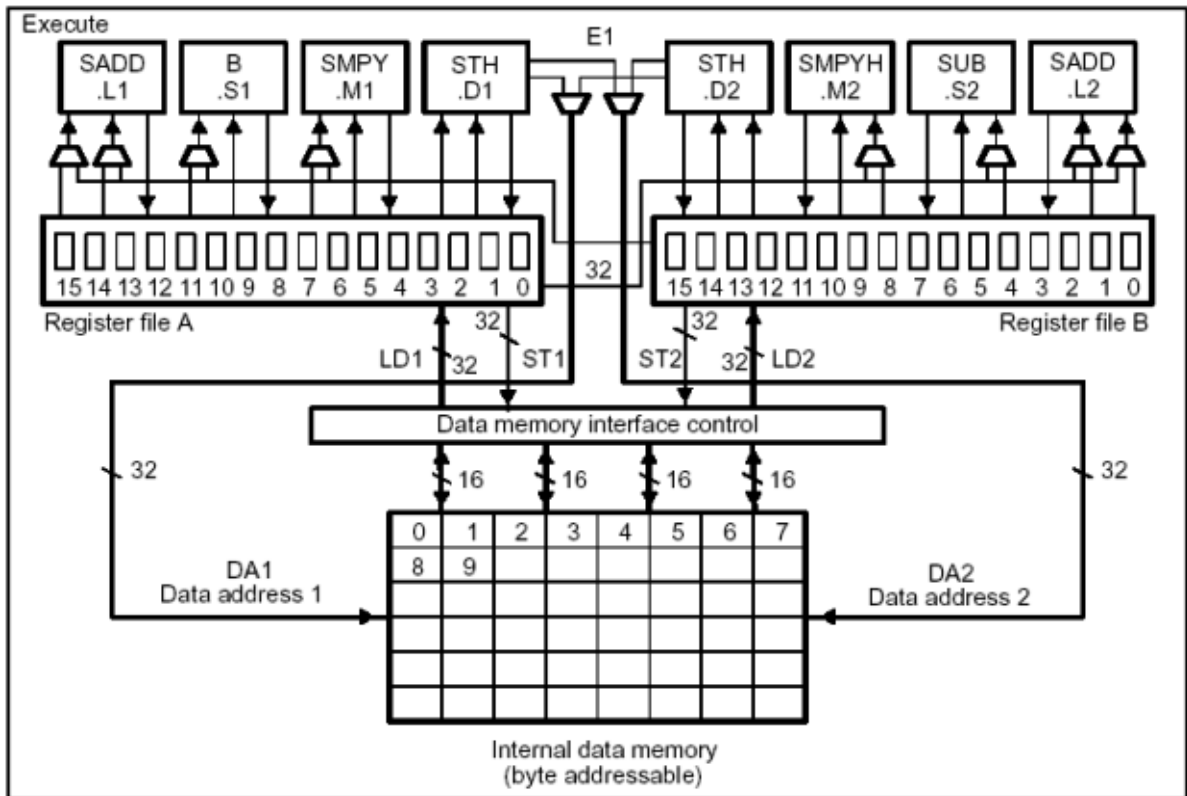 Execute
E1
SADD
.L1
B
.S1
SMPY
.M1
STH
.D1
STH
.D2
SMPYH
.M2
SUB
.S2
SADD
.L2
15 14 13 12 11 10 9 8 7 6 5 4 3 2 1 0
32
15 14 13 12 11 10 9 8 7 6 5 4 3 2 1 0
Register file A
Register file B
LD1
32
32
ST1
ST2
32
32
LD2
Data memory interface control
32
16
16
16
16
32
0 1 2 3 4 5 6 7
8 9
DA1
Data address 1
DA2
Data address 2
Internal data memory
(byte addressable)